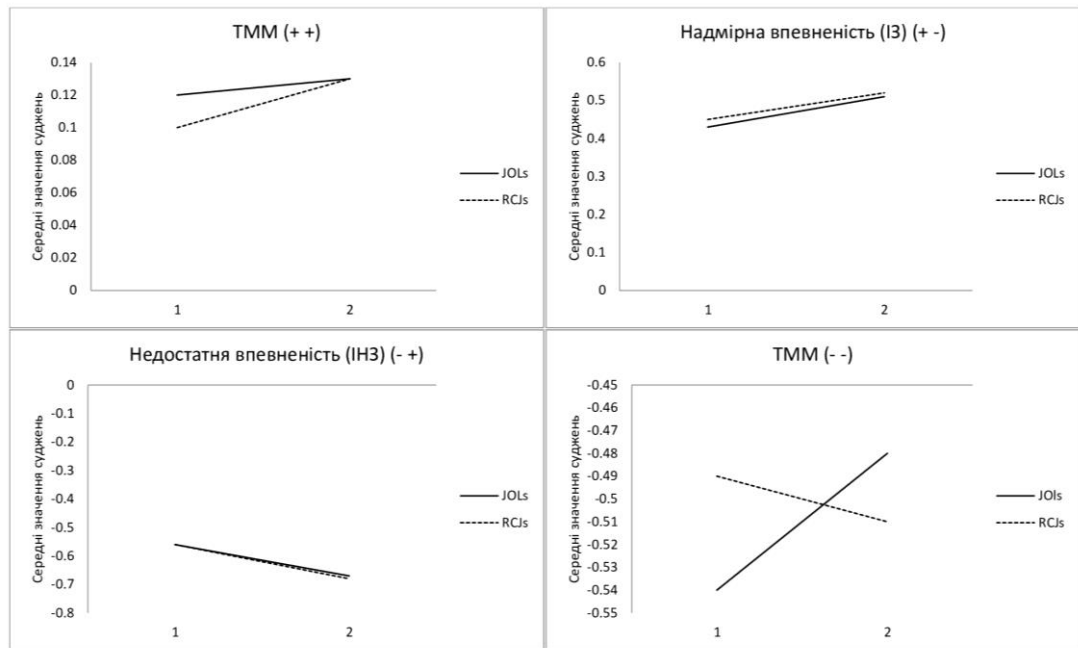 ТММ (+ +)
Середні значення суджень
0.14
0.12
0.1
0.08
0.06
0.04
0.02
0
1
2
JOLs
RCJs
Надмірна впевненість (ІЗ) (+ -)
Середні значення суджень
0.6
0.5
0.4
0.3
0.2
0.1
0
1
2
JOLs
RCJs
Недостатня впевненість (ІНЗ) (- +)
Середні значення суджень
0
-0.1
-0.2
-0.3
-0.4
-0.5
-0.6
-0.7
-0.8
1
2
JOLs
RCJs
ТММ (- -)
Середні значення суджень
-0.45
-0.46
-0.47
-0.48
-0.49
-0.5
-0.51
-0.52
-0.53
-0.54
-0.55
1
2
JOls
RCJs